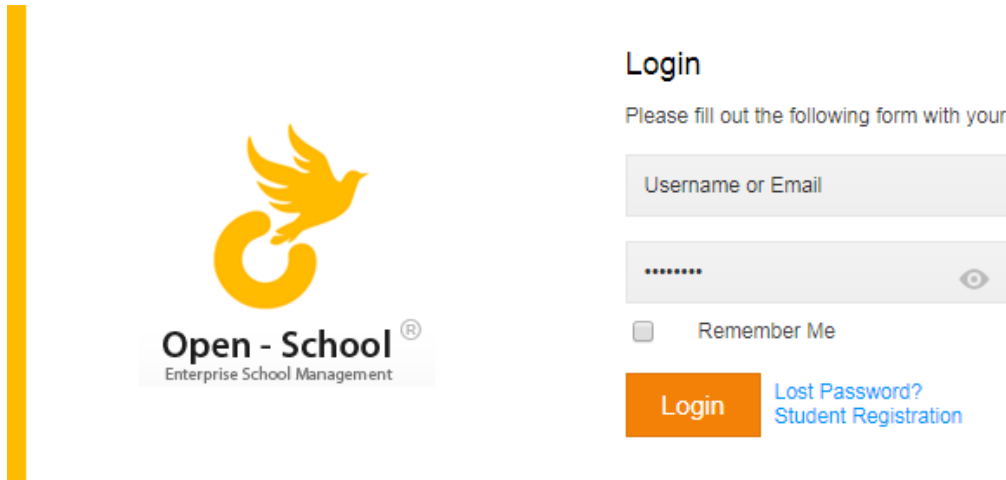 Login
Please fill out the following form with your
Username or Email
••••••••
Remember Me
Login
Lost Password?
Student Registration
Open - School ®
Enterprise School Management